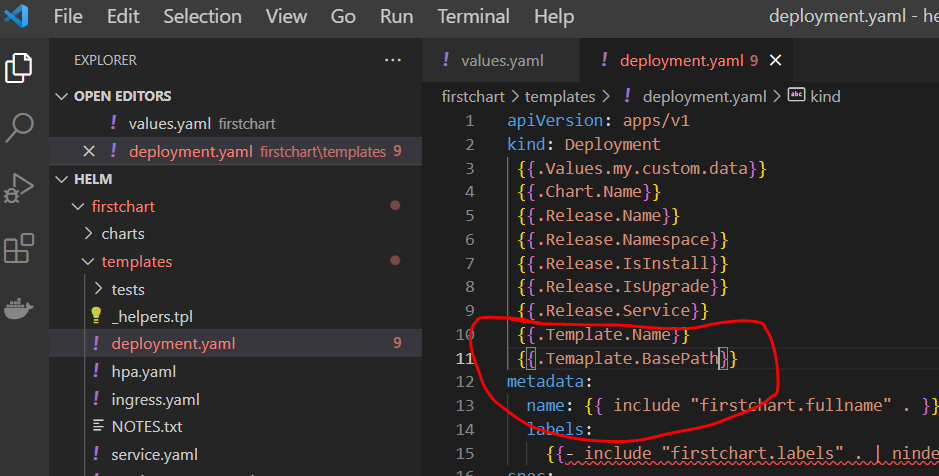 File Edit Selection View Go Run Terminal Help deployment.yaml - he
EXPLORER ...
OPEN EDITORS
! values.yaml firstchart
× ! deployment.yaml firstchart\templates 9
HELM
firstchart
charts
templates
tests
_helpers.tpl
! deployment.yaml 9
! hpa.yaml
! ingress.yaml
NOTES.txt
! service.yaml
! values.yaml
! deployment.yaml 9 ×
firstchart > templates > ! deployment.yaml > abc kind
1 apiVersion: apps/v1
2 kind: Deployment
3 {{.Values.my.custom.data}}
4 {{.Chart.Name}}
5 {{.Release.Name}}
6 {{.Release.Namespace}}
7 {{.Release.IsInstall}}
8 {{.Release.IsUpgrade}}
9 {{.Release.Service}}
10 {{.Template.Name}}
11 {{.Temaplate.BasePath}}
12 metadata:
13 name: {{ include "firstchart.fullname" . }}
14 labels:
15 {{- include "firstchart.labels" . | ninde
16 spec: